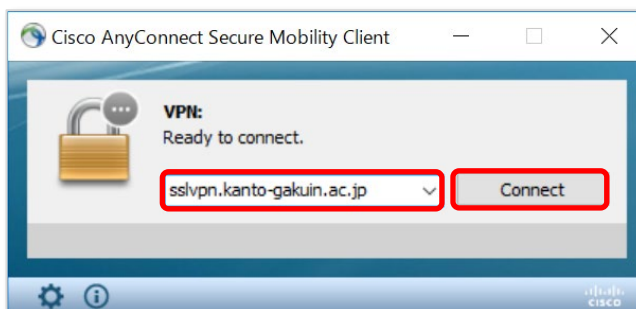 Cisco AnyConnect Secure Mobility Client
VPN:
Ready to connect.
sslvpn.kanto-gakuin.ac.jp
Connect
CISCO